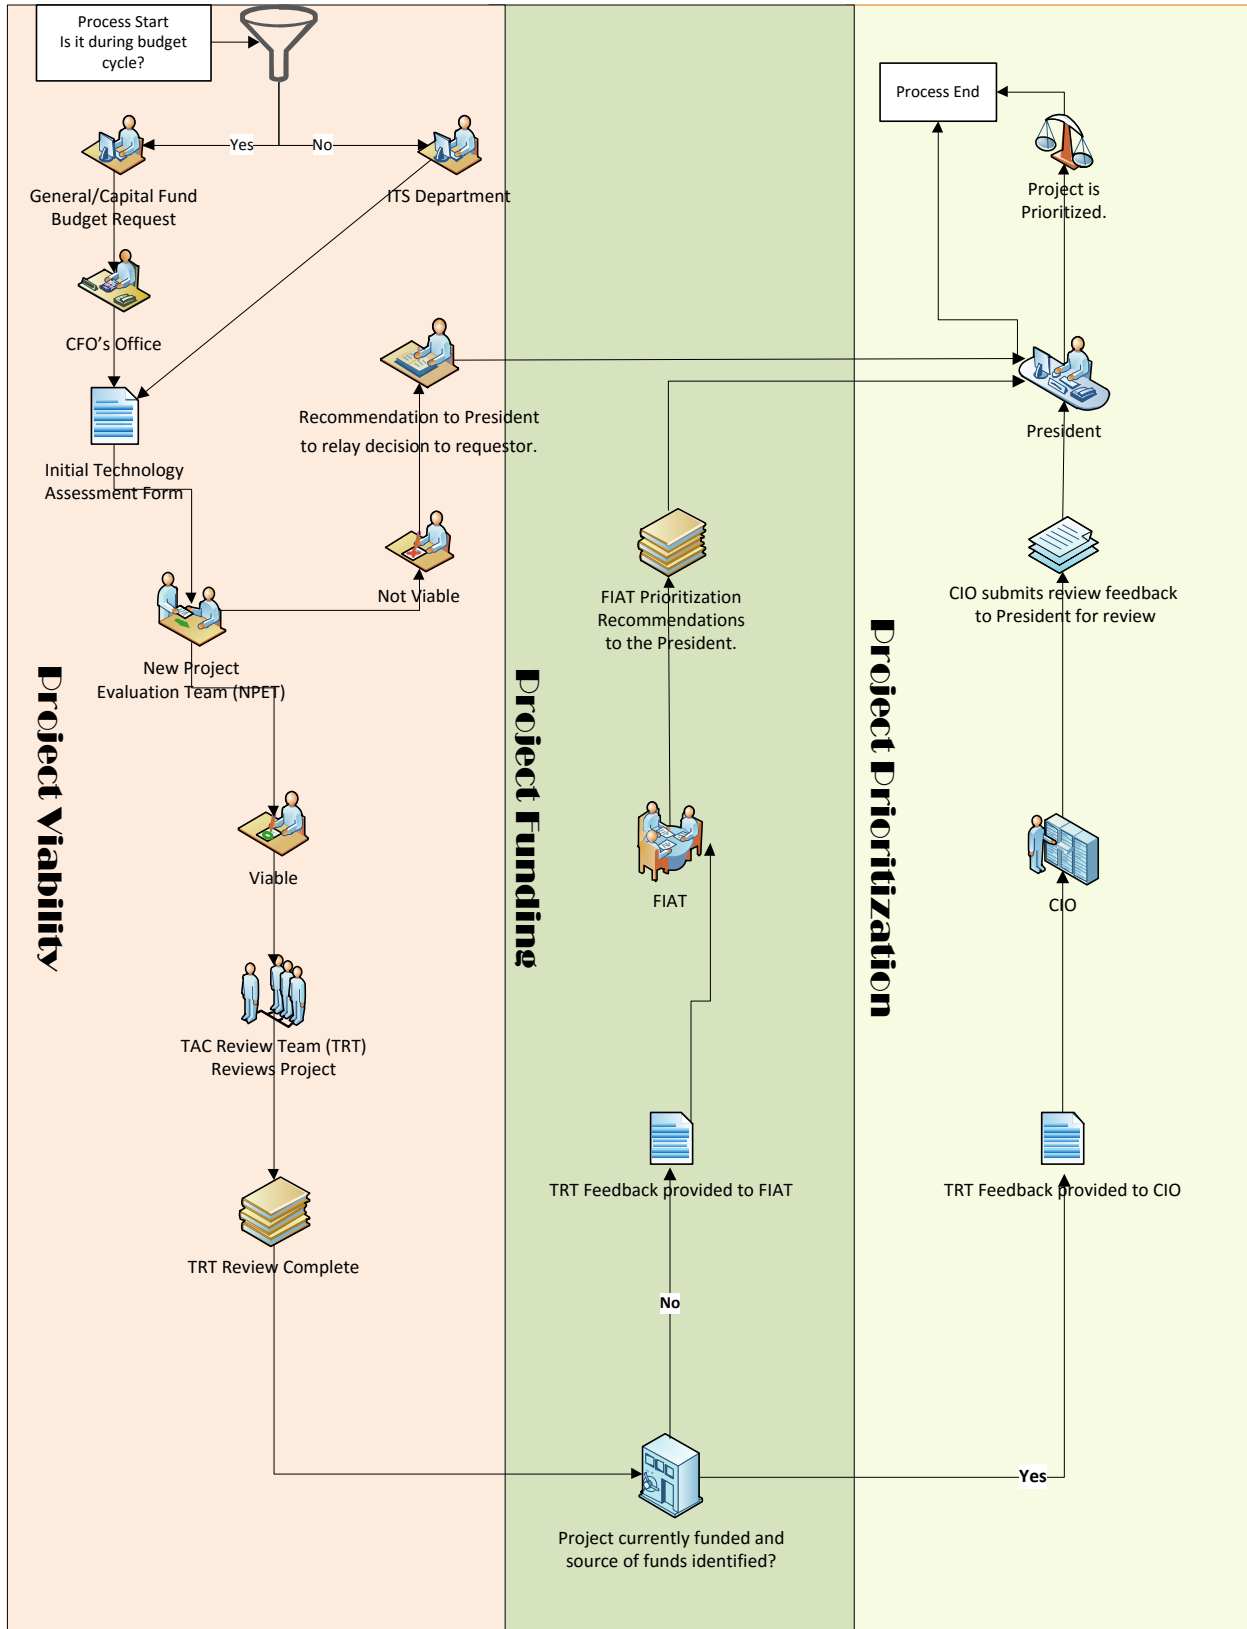 Process Start
Is it during budget
cycle?
Yes
No
General/Capital Fund
Budget Request
ITS Department
CFO's Office
Initial Technology
Assessment Form
Recommendation to President
to relay decision to requestor.
Not Viable
New Project
Evaluation Team (NPET)
Viable
TAC Review Team (TRT)
Reviews Project
TRT Review Complete
Project Viability
Project Funding
FIAT Prioritization
Recommendations
to the President.
FIAT
TRT Feedback provided to FIAT
No
Project currently funded and
source of funds identified?
Yes
Project Prioritization
Process End
Project is
Prioritized.
President
CIO submits review feedback
to President for review
CIO
TRT Feedback provided to CIO